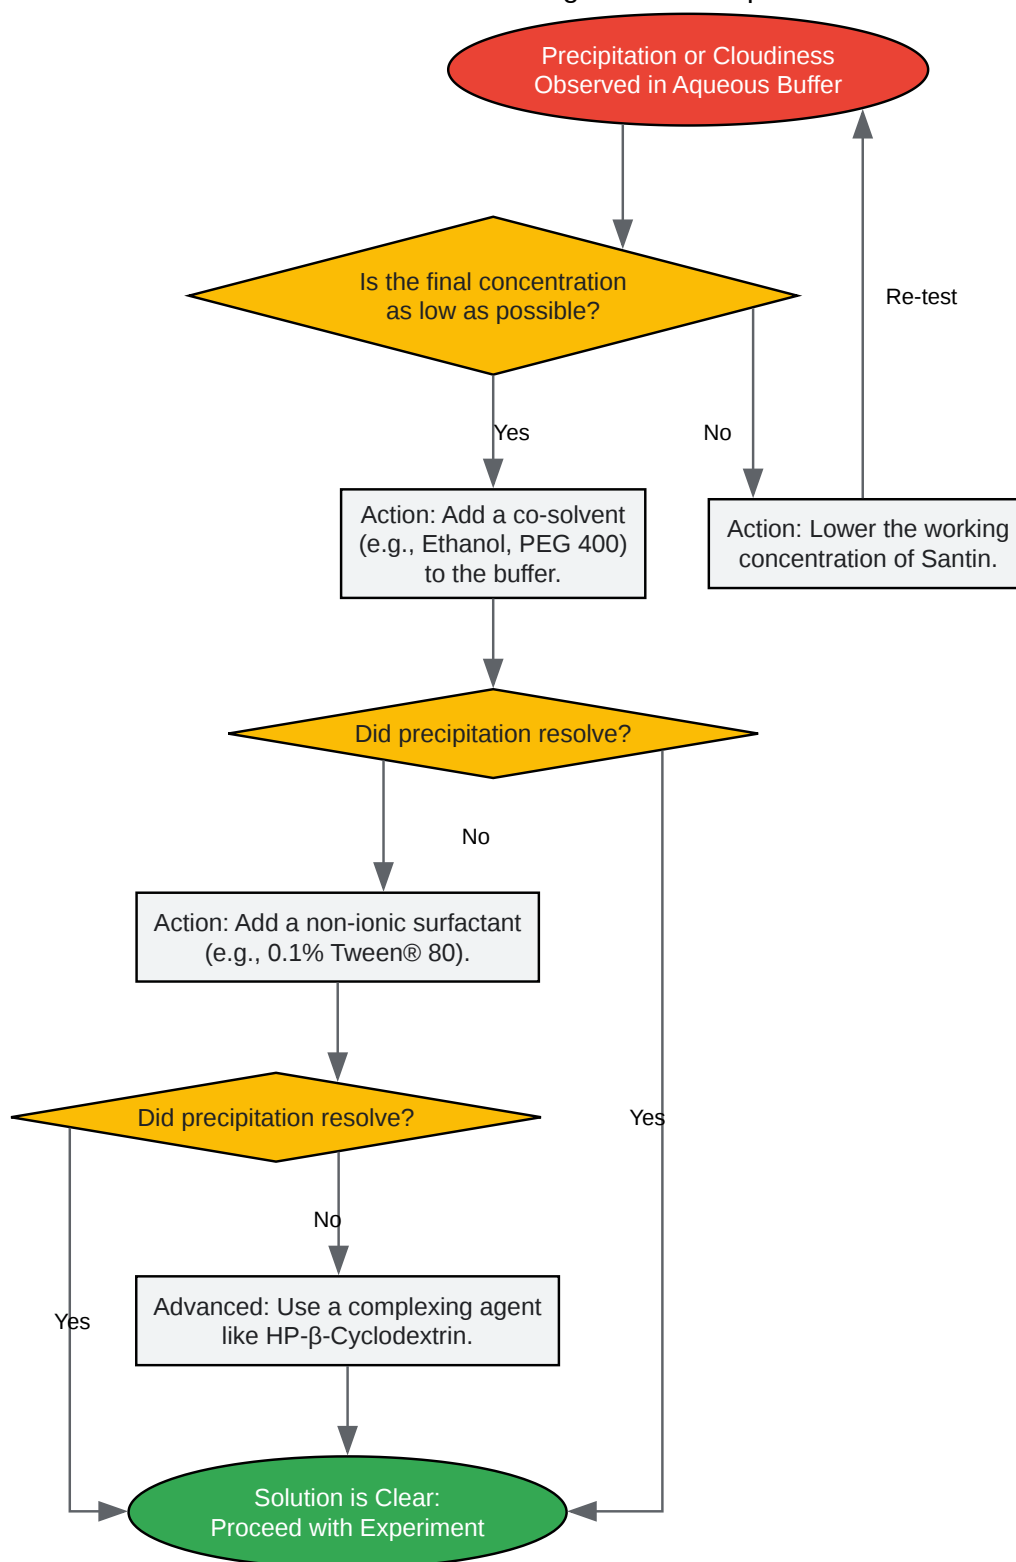 Precipitation or Cloudiness
Observed in Aqueous Buffer
Is the final concentration
as low as possible?
Re-test
Yes
No
Action: Add a co-solvent
(e.g., Ethanol, PEG 400)
to the buffer.
Action: Lower the working
concentration of Santin.
Did precipitation resolve?
No
Action: Add a non-ionic surfactant
(e.g., 0.1% Tween® 80).
Did precipitation resolve?
Yes
No
Advanced: Use a complexing agent
like HP-β-Cyclodextrin.
Yes
Solution is Clear:
Proceed with Experiment